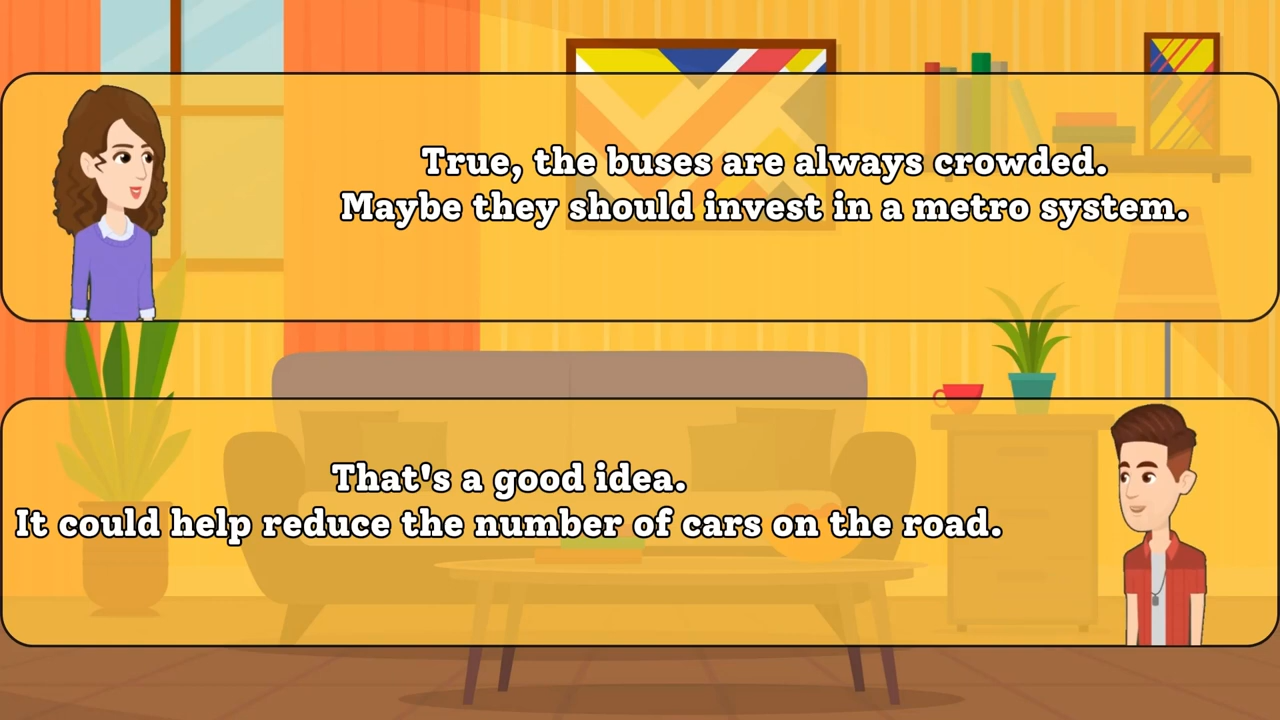 True, the buses are always crowded.
Maybe they should invest in a metro system.
That's a good idea.
It could help reduce the number of cars on the road.